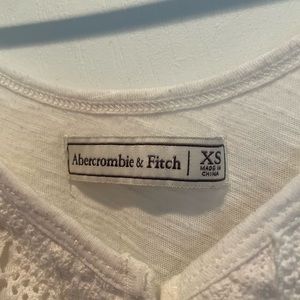 Abercrombie & Fitch | XS
MADE IN
CHINA